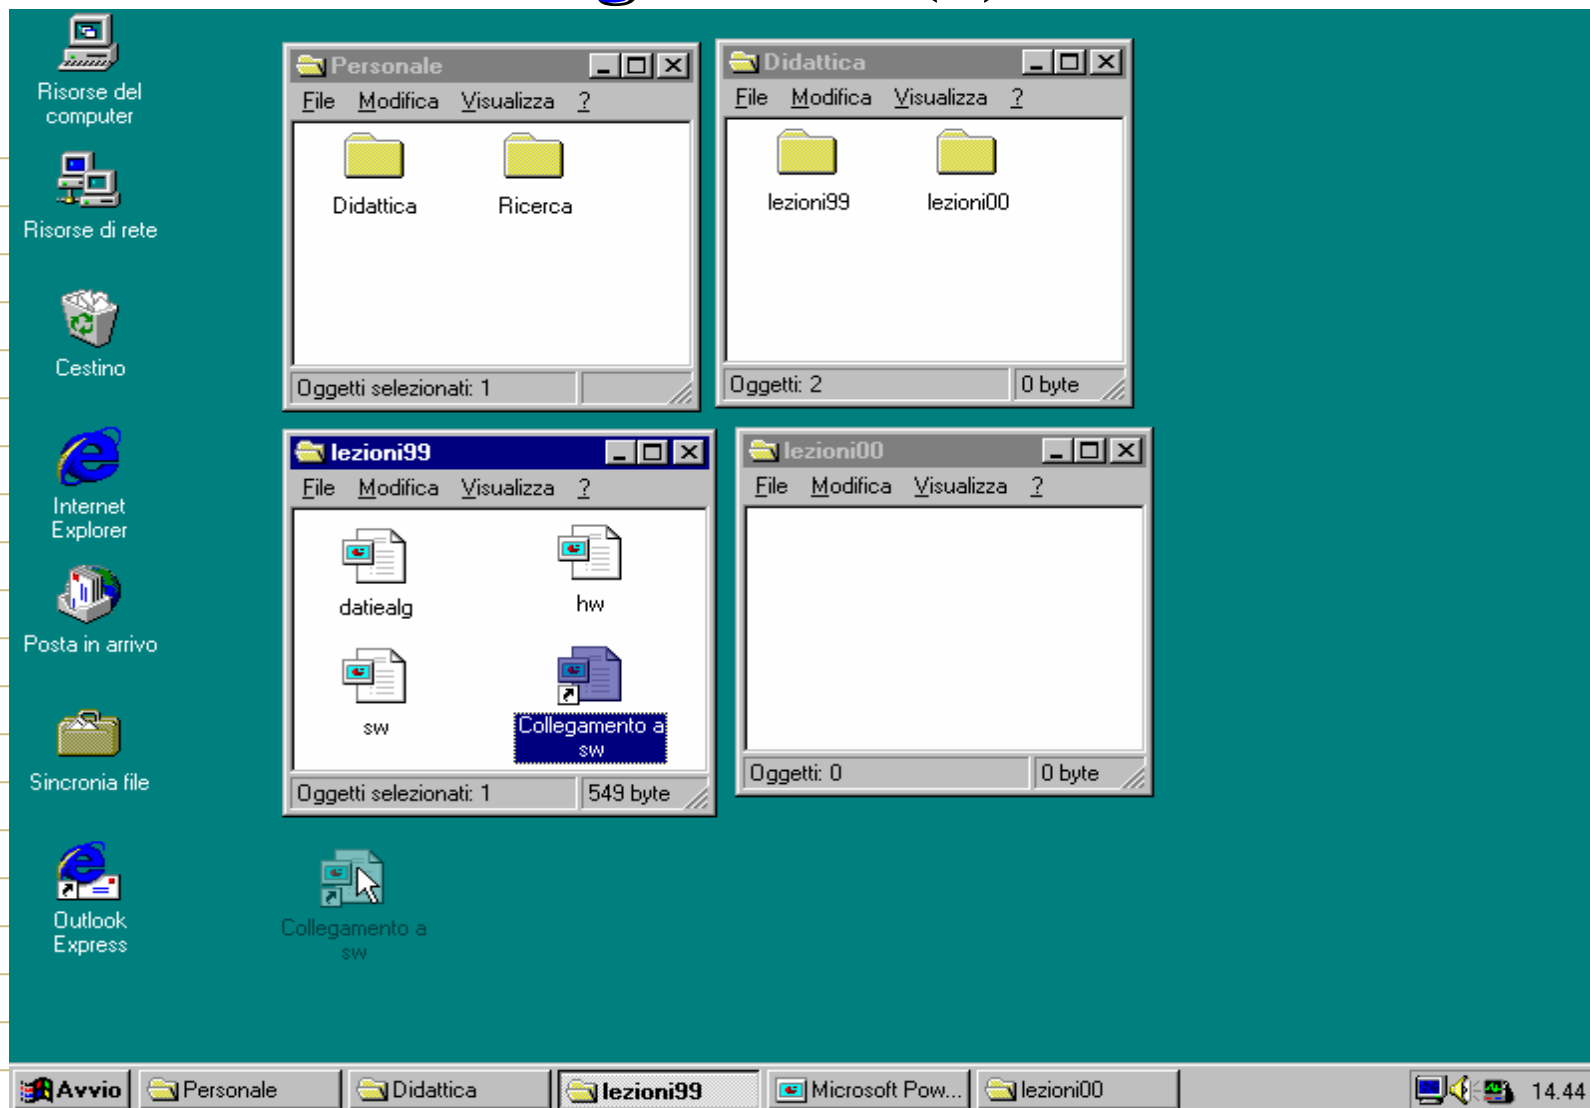 Risorse del
computer
Risorse di rete
Cestino
Internet
Explorer
Posta in arrivo
Sincronia file
Outlook
Express
Personale
File Modifica Visualizza ?
Didattica Ricerca
Oggetti selezionati: 1
Didattica
File Modifica Visualizza ?
lezioni99 lezioni00
Oggetti: 2 0 byte
lezioni99
File Modifica Visualizza ?
datiealg hw
sw Collegamento a
sw
Oggetti selezionati: 1 549 byte
lezioni00
File Modifica Visualizza ?
Oggetti: 0 0 byte
Collegamento a
sw
Avvio Personale Didattica lezioni99 Microsoft Pow... lezioni00 14.44